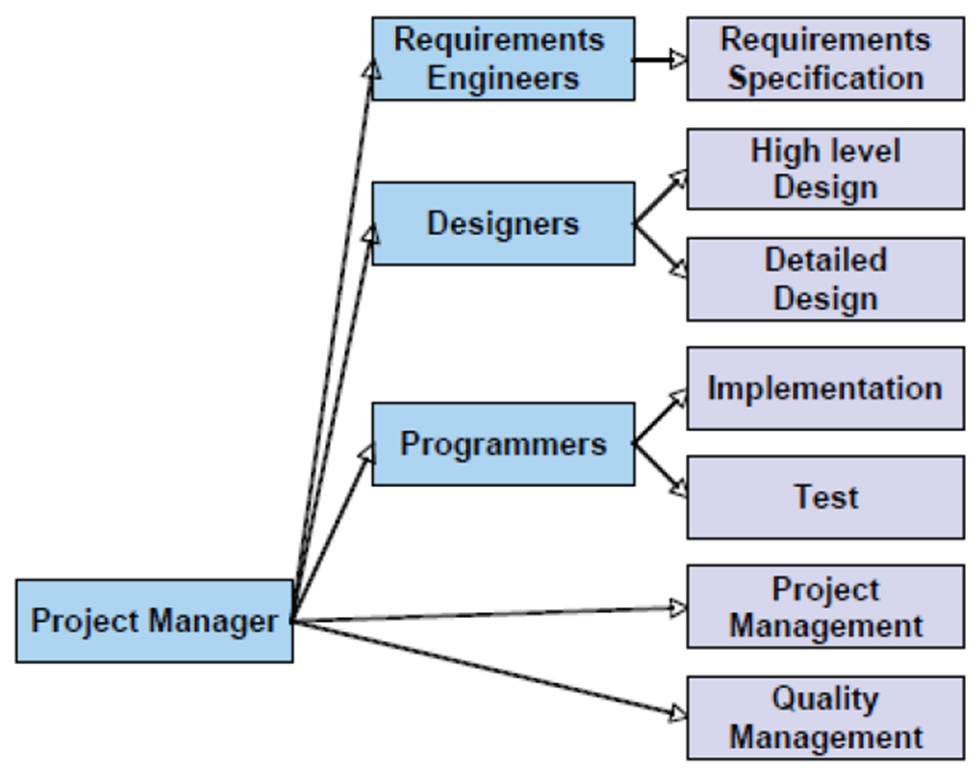 Requirements
Engineers
Requirements
Specification
High level
Design
Designers
Detailed
Design
Implementation
Programmers
Test
Project Manager
Project
Management
Quality
Management